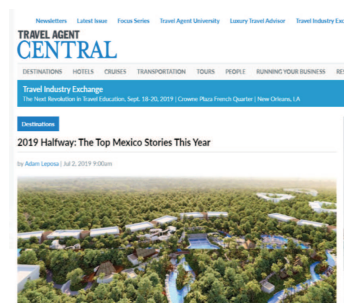 Newsletters Latest Issue Focus Series Travel Agent University Luxury Travel Advisor Travel Industry
TRAVEL AGENT
CENTRAL
DESTINATIONS HOTELS CRUISES TRANSPORTATION TOURS PEOPLE RUNNING YOUR BUSINESS
Travel Industry Exchange
The Next Revolution in Travel Education, Sept. 18-20, 2019 | Crowne Plaza French Quarter | New Orleans, LA
Destinations
2019 Halfway: The Top Mexico Stories This Year
by Adam Leposa | Jul 2, 2019 9:00am